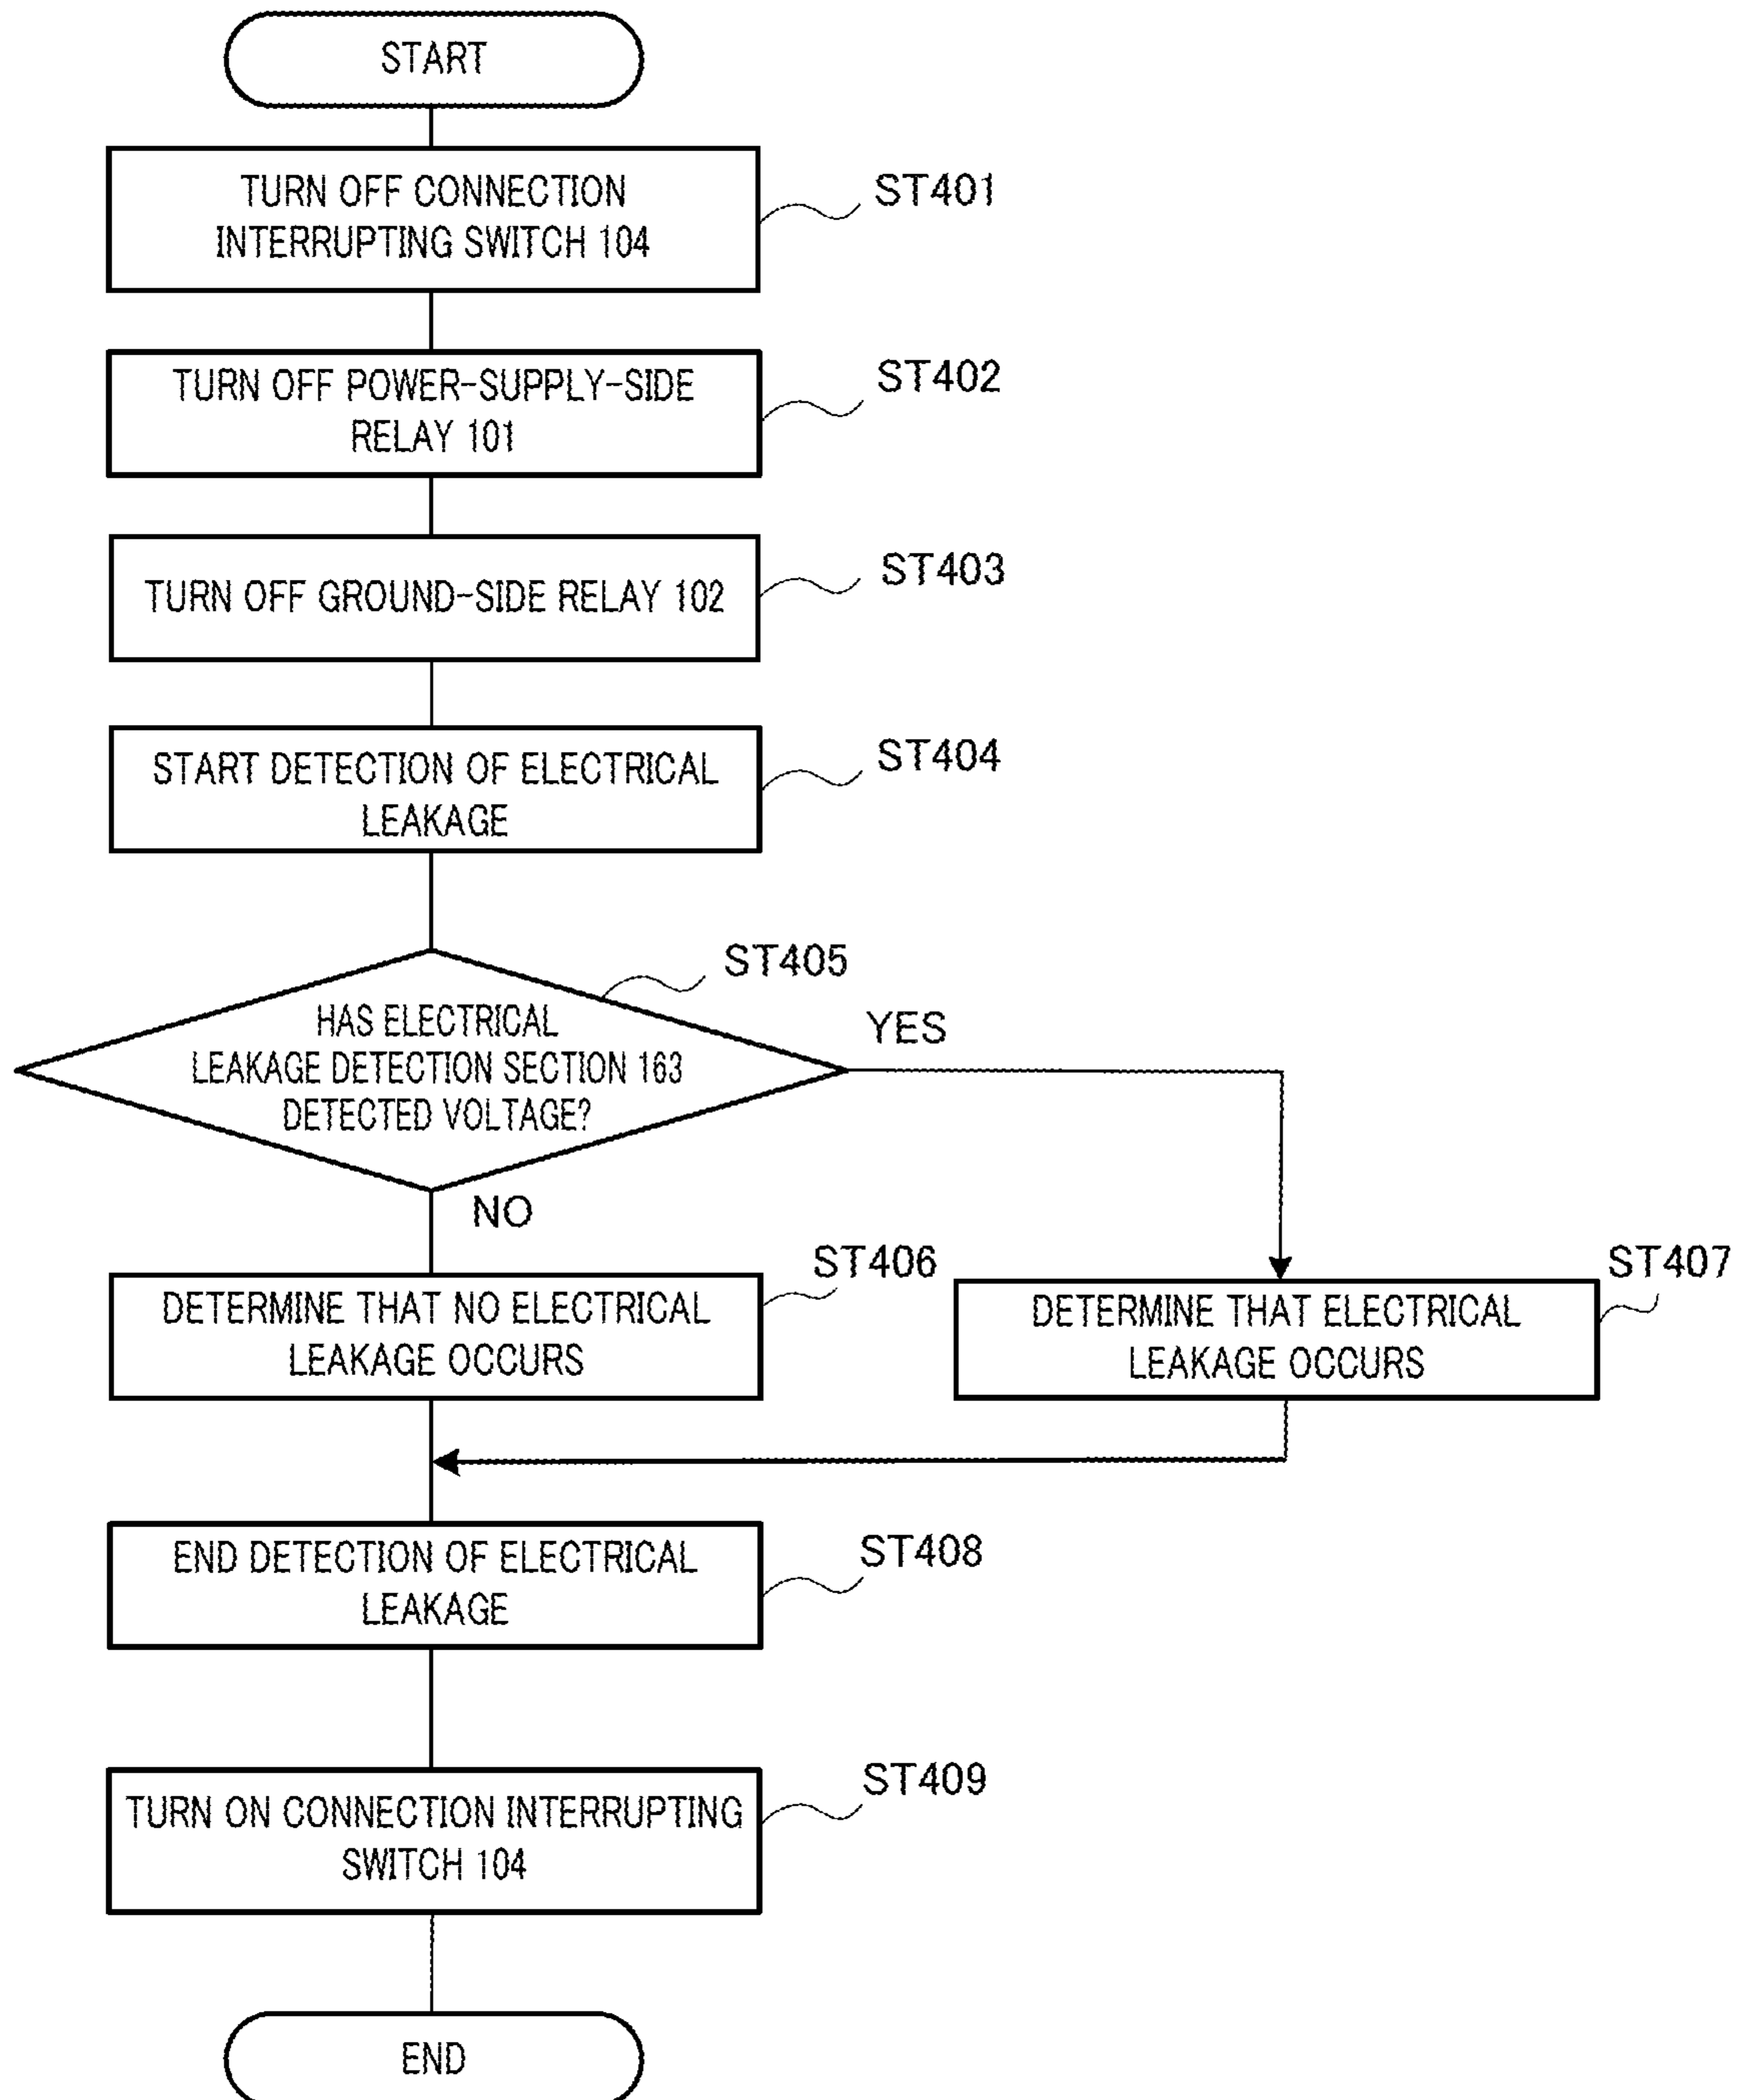 START
TURN OFF CONNECTION
INTERRUPTING SWITCH 104
ST401
TURN OFF POWER-SUPPLY-SIDE
RELAY 101
ST402
TURN OFF GROUND-SIDE RELAY 102
ST403
START DETECTION OF ELECTRICAL
LEAKAGE
ST404
HAS ELECTRICAL
LEAKAGE DETECTION SECTION 163
DETECTED VOLTAGE?
ST405
YES
NO
DETERMINE THAT NO ELECTRICAL
LEAKAGE OCCURS
ST406
DETERMINE THAT ELECTRICAL
LEAKAGE OCCURS
ST407
END DETECTION OF ELECTRICAL
LEAKAGE
ST408
TURN ON CONNECTION INTERRUPTING
SWITCH 104
ST409
END